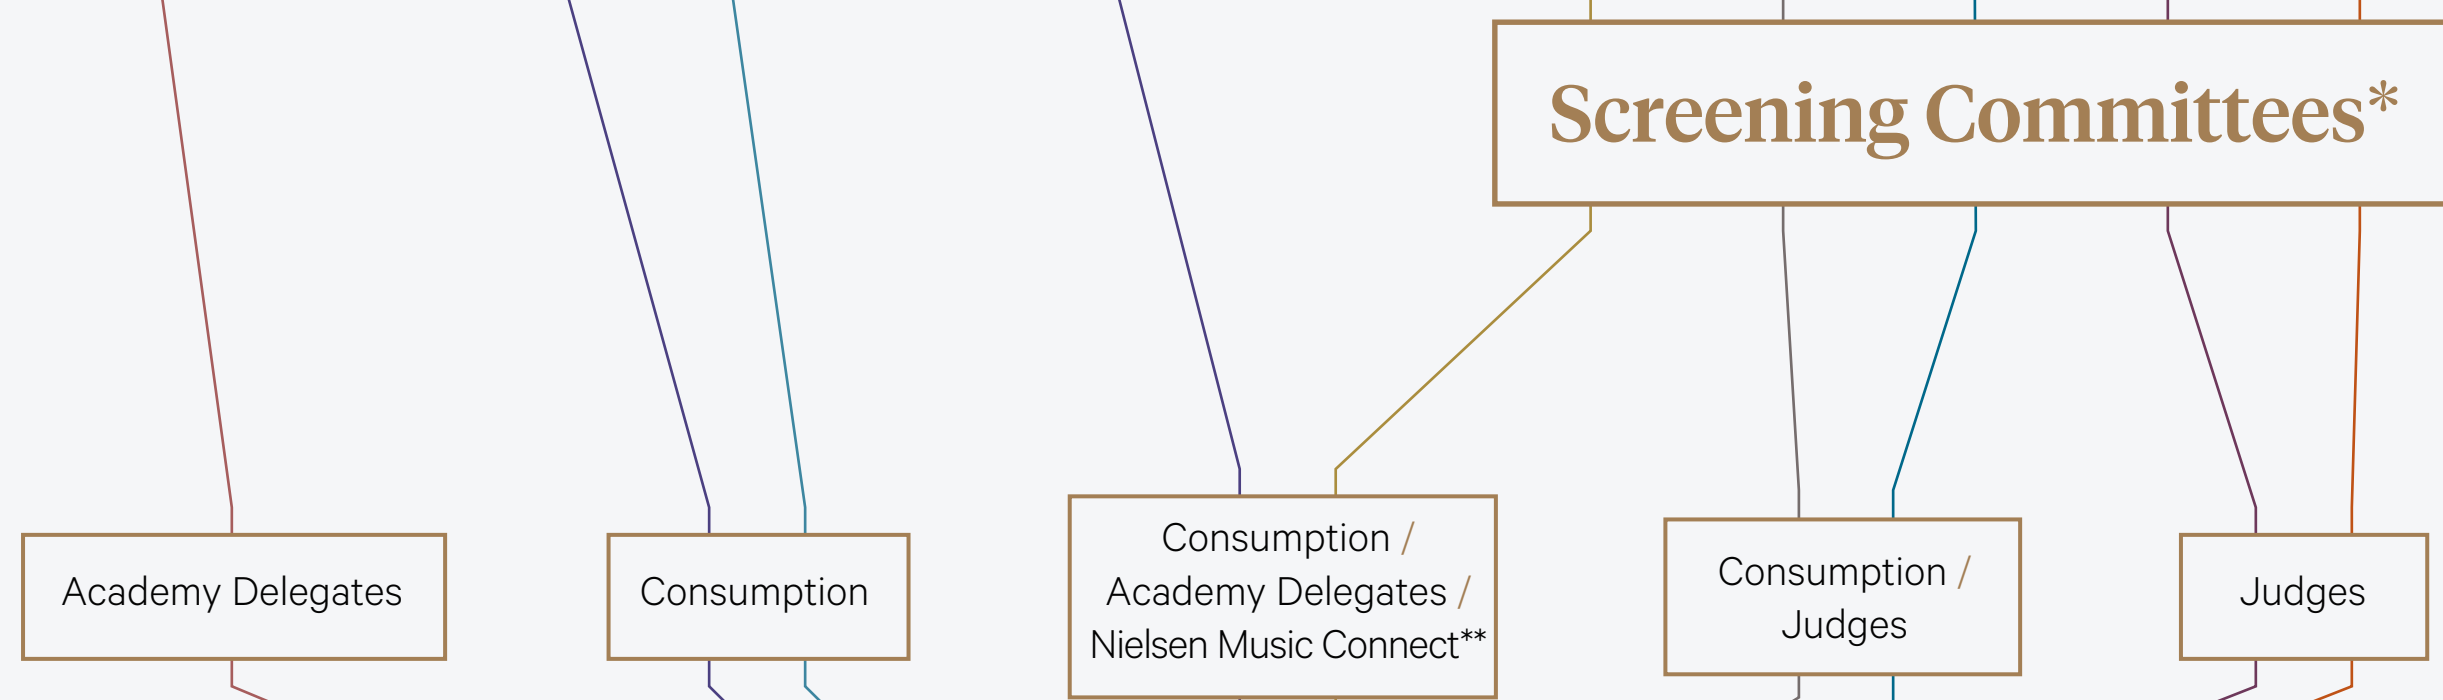 Screening Committees*
Academy Delegates
Consumption
Consumption /
Academy Delegates /
Nielsen Music Connect**
Consumption /
Judges
Judges